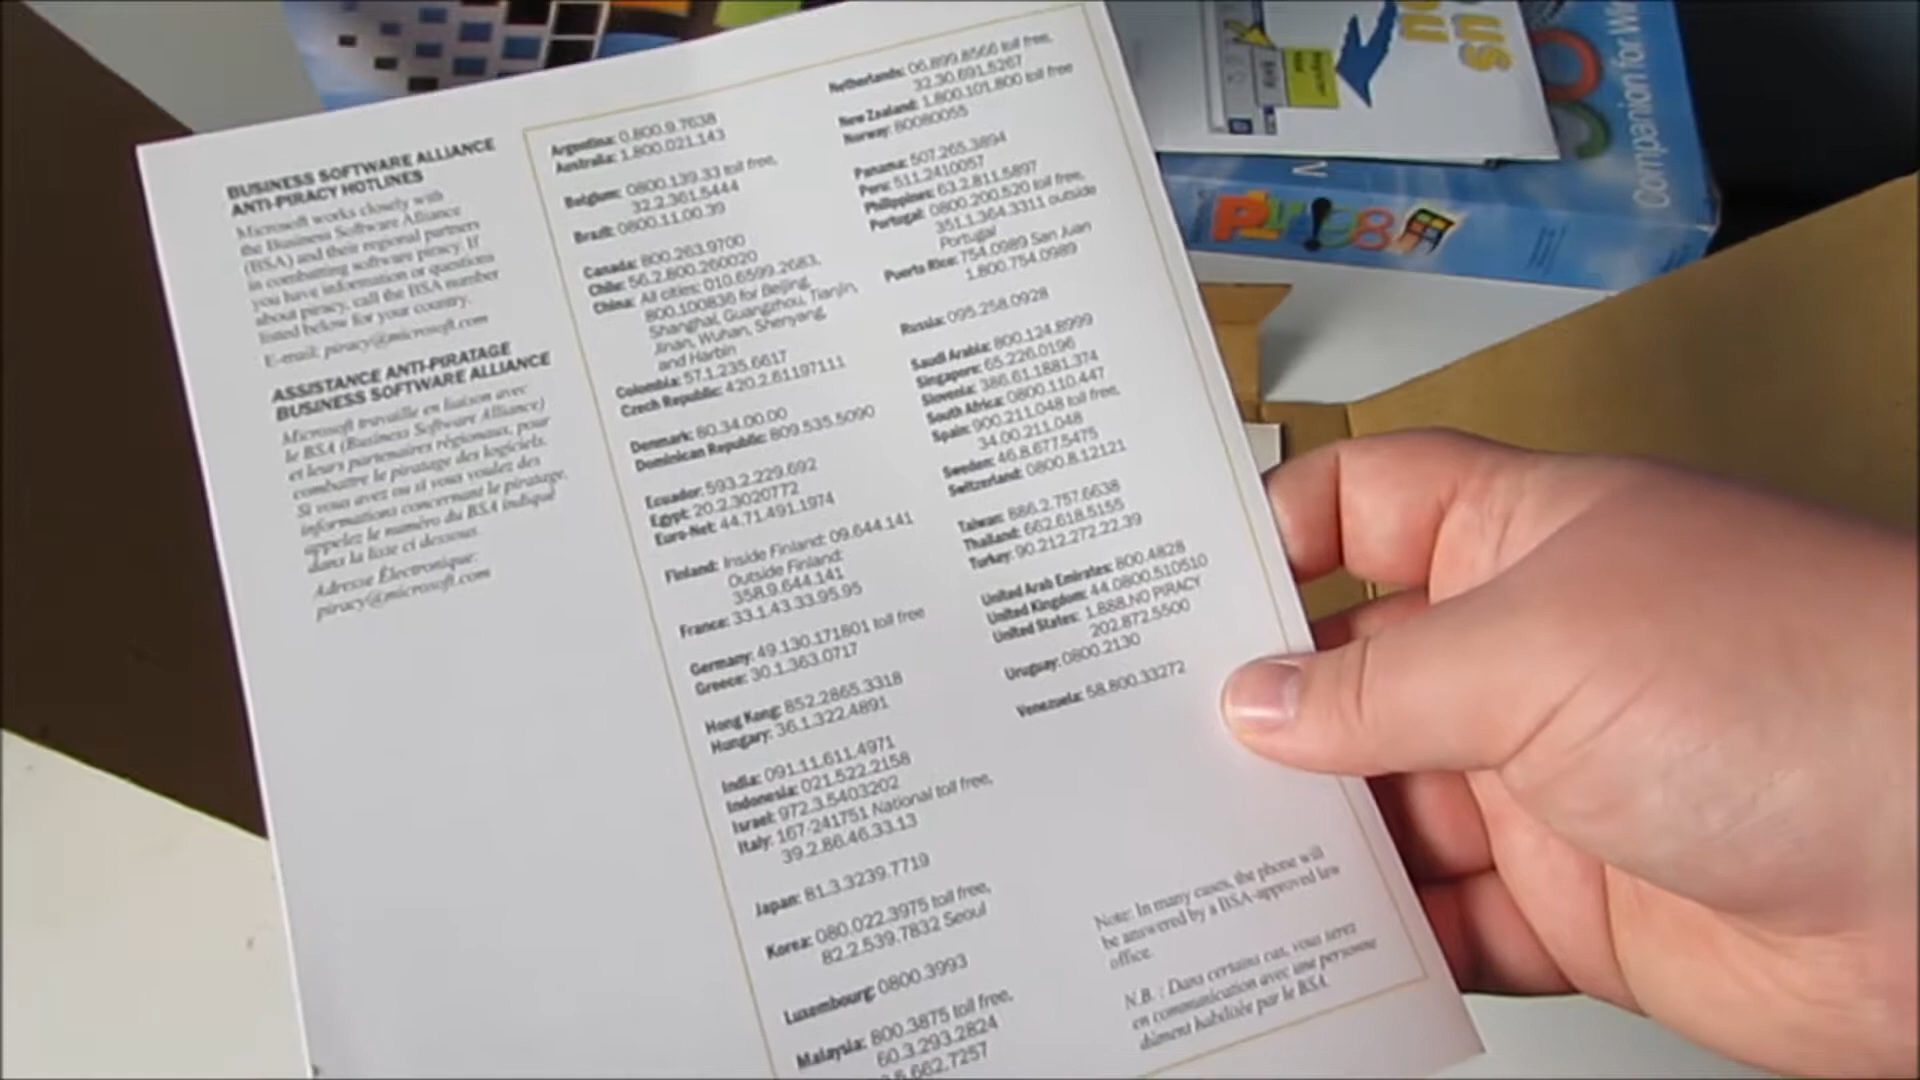 BUSINESS SOFTWARE ALLIANCE
ANTI-PIRACY HOTLINES
Microsoft works closely with
the Business Software Alliance
(BSA) and their regional partners
in combatting software piracy. If
you have information or questions
about piracy, call the BSA number
listed below for your country.
E-mail: piracy@microsoft.com
ASSISTANCE ANTI-PIRATAGE
BUSINESS SOFTWARE ALLIANCE
Microsoft travaille en liaison avec
le BSA (Business Software Alliance)
et leurs partenaires régionaux, pour
combattre le piratage des logiciels.
Si vous avez ou si vous voulez des
informations concernant le piratage,
appelez le numéro du BSA indiqué
dans la liste ci dessous.
Adresse Électronique:
piracy@microsoft.com
Argentina: 0.800.9.7638
Australia: 1.800.021.143
Belgium: 0800.139.33 toll free,
32.2.361.5444
Brazil: 0800.11.00.39
Canada: 800.263.9700
Chile: 56.2.800.260020
China: All cities: 010.6599.2683,
800.100836 for Beijing,
Shanghai, Guangzhou, Tianjin,
Jinan, Wuhan, Shenyang,
and Harbin
Colombia: 57.1.235.6617
Czech Republic: 420.2.61197111
Denmark: 80.34.00.00
Dominican Republic: 809.535.5090
Ecuador: 593.2.229.692
Egypt: 20.2.3020772
Euro-Net: 44.71.491.1974
Finland: Inside Finland: 09.644.141
Outside Finland:
358.9.644.141
France: 33.1.43.33.95.95
Germany: 49.130.171801 toll free
Greece: 30.1.363.0717
Hong Kong: 852.2865.3318
Hungary: 36.1.322.4891
India: 091.11.611.4971
Indonesia: 021.522.2158
Israel: 972.3.5403202
Italy: 167-241751 National toll free,
39.2.86.46.33.13
Japan: 81.3.3239.7719
Korea: 080.022.3975 toll free,
82.2.539.7832 Seoul
Luxembourg: 0800.3993
Malaysia: 800.3875 toll free,
60.3.293.2824
5.662.7257
Netherlands: 06.899.8566 toll free,
32.30.691.5267
New Zealand: 1.800.101.800 toll free
Norway: 80080055
Panama: 507.265.3894
Peru: 511.2410057
Philippines: 63.2.811.5897
Portugal: 0800.200.520 toll free,
351.1.364.3311 outside
Portugal
Puerto Rico: 754.0989 San Juan
1.800.754.0989
Russia: 095.258.0928
Saudi Arabia: 800.124.8999
Singapore: 65.226.0196
Slovenia: 386.61.1881.374
South Africa: 0800.110.447
Spain: 900.211.048 toll free,
34.00.211.048
Sweden: 46.8.677.5475
Switzerland: 0800.8.12121
Taiwan: 886.2.757.6638
Thailand: 662.618.5155
Turkey: 90.212.272.22.39
United Arab Emirates: 800.4828
United Kingdom: 44.0800.510510
United States: 1.888.NO PIRACY
202.872.5500
Uruguay: 0800.2130
Venezuela: 58.800.33272
Note: In many cases, the phone will
be answered by a BSA-approved law
office.
N.B. : Dans certains cas, vous serez
en communication avec une personne
dûment habilitée par le BSA.
Plus! 98
Companion for Wi